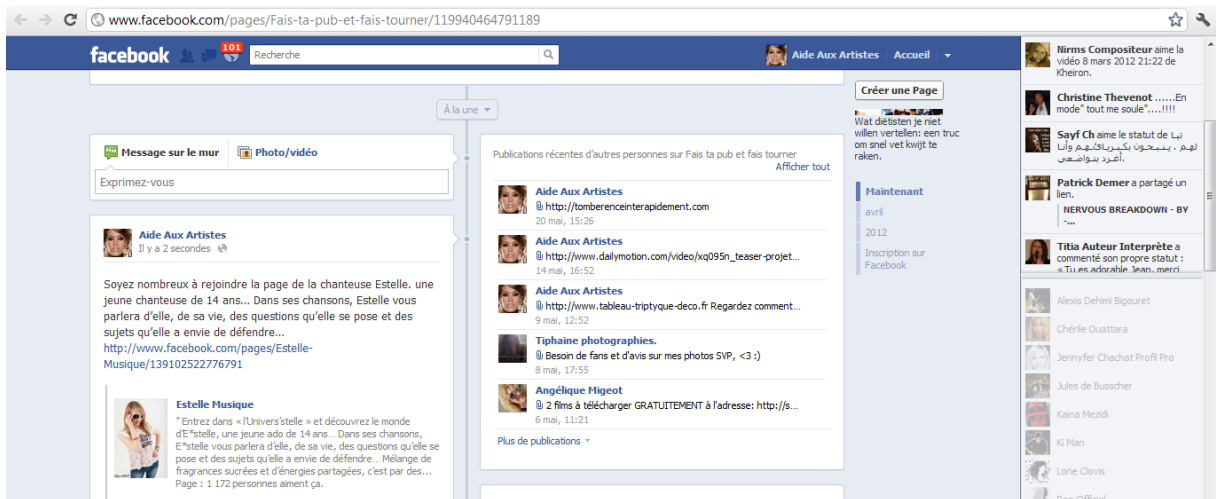 www.facebook.com/pages/Fais-ta-pub-et-fais-tourner/119940464791189
facebook
101
Recherche
Aide Aux Artistes
Accueil
À la une
Message sur le mur
Photo/vidéo
Exprimez-vous
Aide Aux Artistes
Il y a 2 secondes
Soyez nombreux à rejoindre la page de la chanteuse Estelle. une
jeune chanteuse de 14 ans... Dans ses chansons, Estelle vous
parlera d'elle, de sa vie, des questions qu'elle se pose et des
sujets qu'elle a envie de défendre...
http://www.facebook.com/pages/Estelle-
Musique/139102522776791
Estelle Musique
" Entrez dans « l'Univers'stelle » et découvrez le monde
d'E*stelle, une jeune ado de 14 ans... Dans ses chansons,
E*stelle vous parlera d'elle, de sa vie, des questions qu'elle se
pose et des sujets qu'elle a envie de défendre... Mélange de
fragrances sucrées et d'énergies partagées, c'est par des...
Page : 1 172 personnes aiment ça.
Publications récentes d'autres personnes sur Fais ta pub et fais tourner
Afficher tout
Aide Aux Artistes
http://tomberenceinterapidement.com
20 mai, 15:26
Aide Aux Artistes
http://www.dailymotion.com/video/xq095n_teaser-projet...
14 mai, 16:52
Aide Aux Artistes
http://www.tableau-triptyque-deco.fr Regardez comment...
9 mai, 12:52
Tiphaine photographies.
Besoin de fans et d'avis sur mes photos SVP, <3 :)
8 mai, 17:55
Angélique Migeot
2 films à télécharger GRATUITEMENT à l'adresse: http://s...
6 mai, 11:21
Plus de publications
Créer une Page
Wat diëtisten je niet
willen vertellen: een truc
om snel vet kwijt te
raken.
Maintenant
avril
2012
Inscription sur
Facebook
Nirms Compositeur aime la
vidéo 8 mars 2012 21:22 de
Kheiron.
Christine Thevenot ......En
mode" tout me soule"....!!!!
Sayf Ch aime le statut de تبا
لهم ، ينبحون بكبريائهم وأنا
أغرد بتواضعي.
Patrick Demer a partagé un
lien.
NERVOUS BREAKDOWN - BY
-...
Titia Auteur Interprète a
commenté son propre statut :
« Tu es adorable Jean, merci
Alexis Dehimi Bigouret
Chérile Ouattara
Jennyfer Chachat Profil Pro
Jules de Busscher
Kaina Mezidi
Ki Man
Lorie Clovis